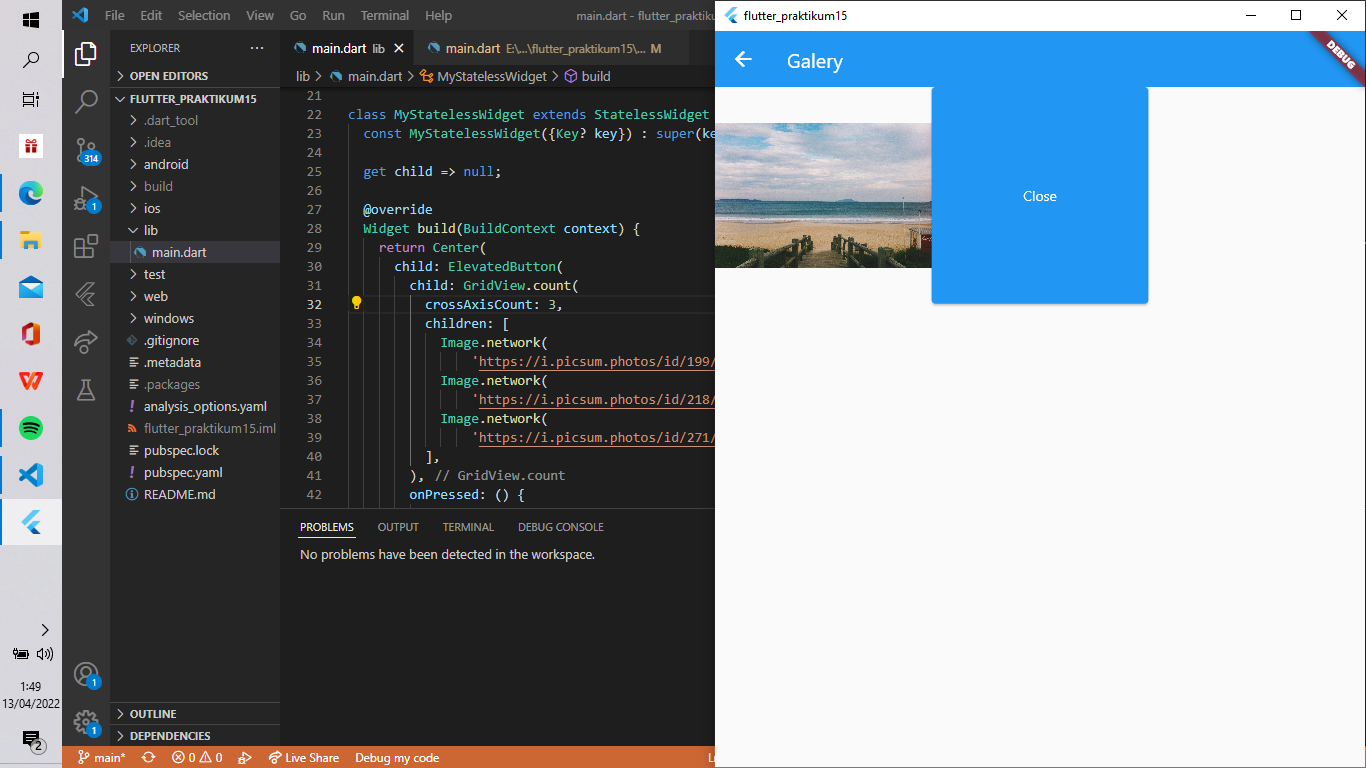 File Edit Selection View Go Run Terminal Help
main.dart - flutter_praktikum
EXPLORER
OPEN EDITORS
FLUTTER_PRAKTIKUM15
.dart_tool
.idea
android
build
ios
lib
main.dart
test
web
windows
.gitignore
.metadata
.packages
analysis_options.yaml
flutter_praktikum15.iml
pubspec.lock
pubspec.yaml
README.md
OUTLINE
DEPENDENCIES
314
1
1
1
main.dart lib
main.dart E:\...\flutter_praktikum15\... M
lib > main.dart > MyStatelessWidget > build
21
22 class MyStatelessWidget extends StatelessWidget
23 const MyStatelessWidget({Key? key}) : super(ke
24
25 get child => null;
26
27 @override
28 Widget build(BuildContext context) {
29 return Center(
30 child: ElevatedButton(
31 child: GridView.count(
32 crossAxisCount: 3,
33 children: [
34 Image.network(
35 'https://i.picsum.photos/id/199/
36 Image.network(
37 'https://i.picsum.photos/id/218/
38 Image.network(
39 'https://i.picsum.photos/id/271/
40 ],
41 ), // GridView.count
42 onPressed: () {
PROBLEMS OUTPUT TERMINAL DEBUG CONSOLE
No problems have been detected in the workspace.
main* 0 0 Live Share Debug my code
1:49
13/04/2022
2
flutter_praktikum15
Galery
DEBUG
Close